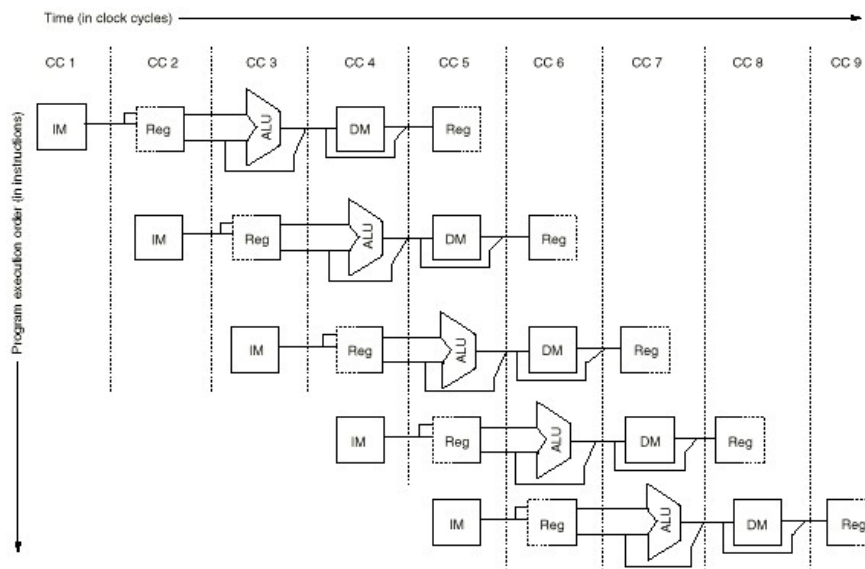 Time (in clock cycles)
CC 1 CC 2 CC 3 CC 4 CC 5 CC 6 CC 7 CC 8 CC 9
Program execution order (in instructions)
IM Reg ALU DM Reg
IM Reg ALU DM Reg
IM Reg ALU DM Reg
IM Reg ALU DM Reg
IM Reg ALU DM Reg